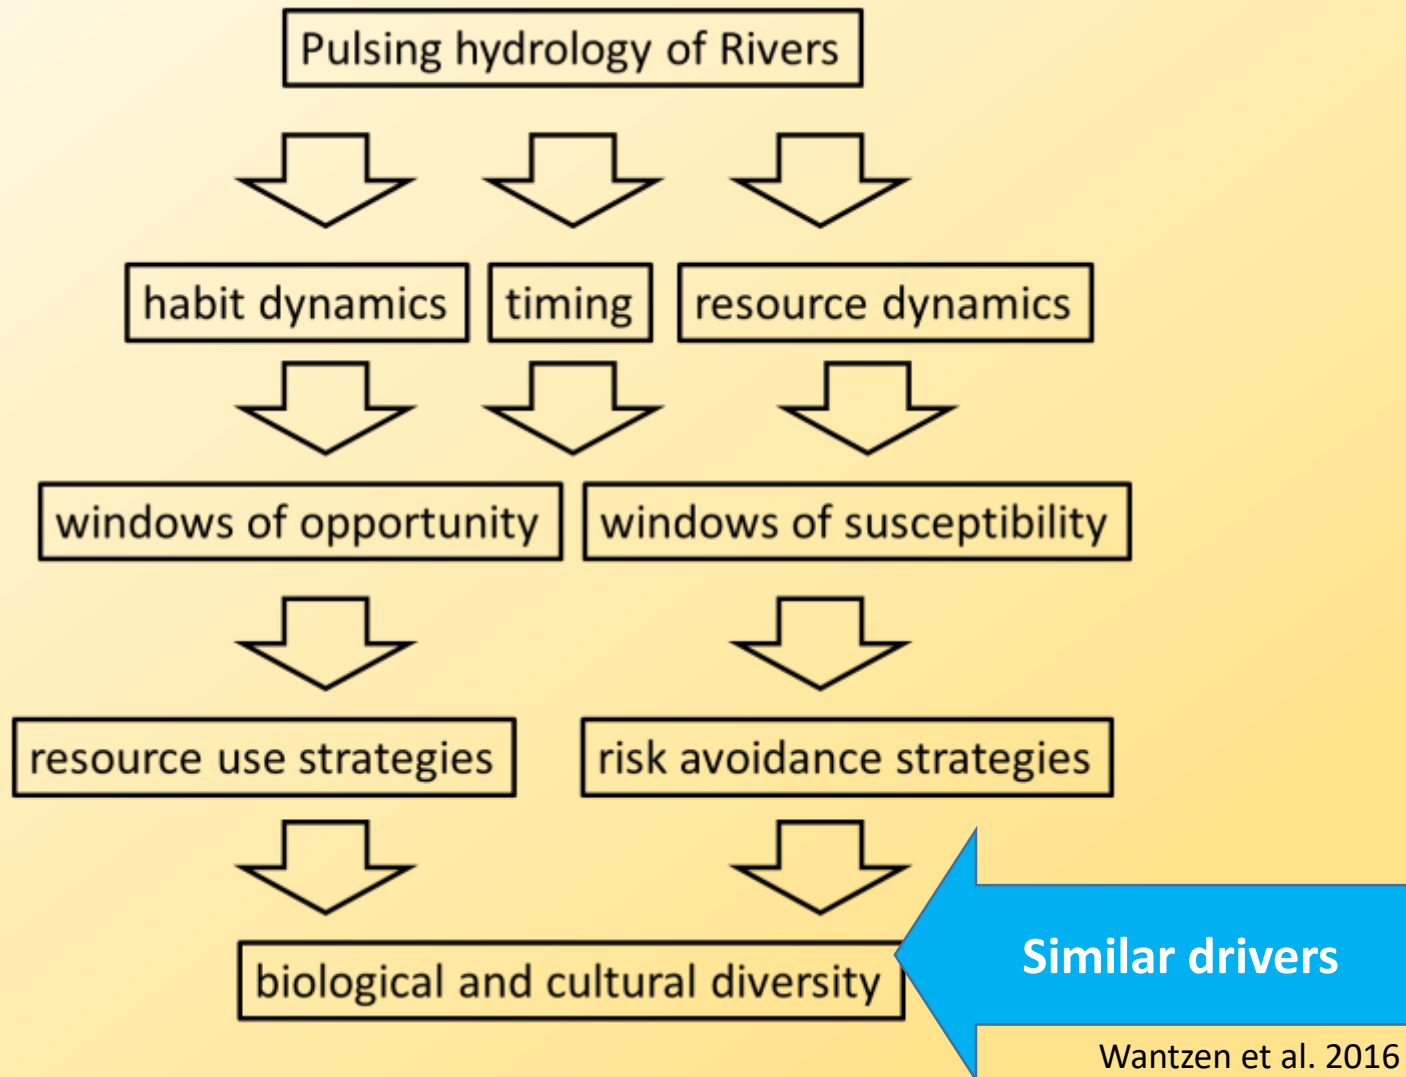 Pulsing hydrology of Rivers
habit dynamics
timing
resource dynamics
windows of opportunity
windows of susceptibility
resource use strategies
risk avoidance strategies
biological and cultural diversity
Similar drivers
Wantzen et al. 2016